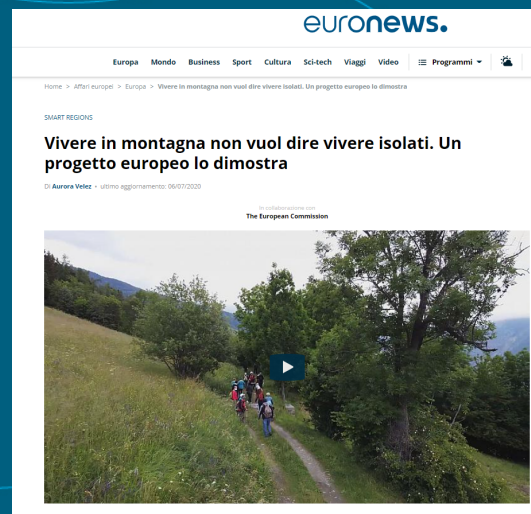 euronews.
Europa Mondo Business Sport Cultura Sci-tech Viaggi Video Programmi
Home > Affari europei > Europa > Vivere in montagna non vuol dire vivere isolati. Un progetto europeo lo dimostra
SMART REGIONS
Vivere in montagna non vuol dire vivere isolati. Un
progetto europeo lo dimostra
Di Aurora Velez • ultimo aggiornamento: 06/07/2020
In collaborazione con
The European Commission